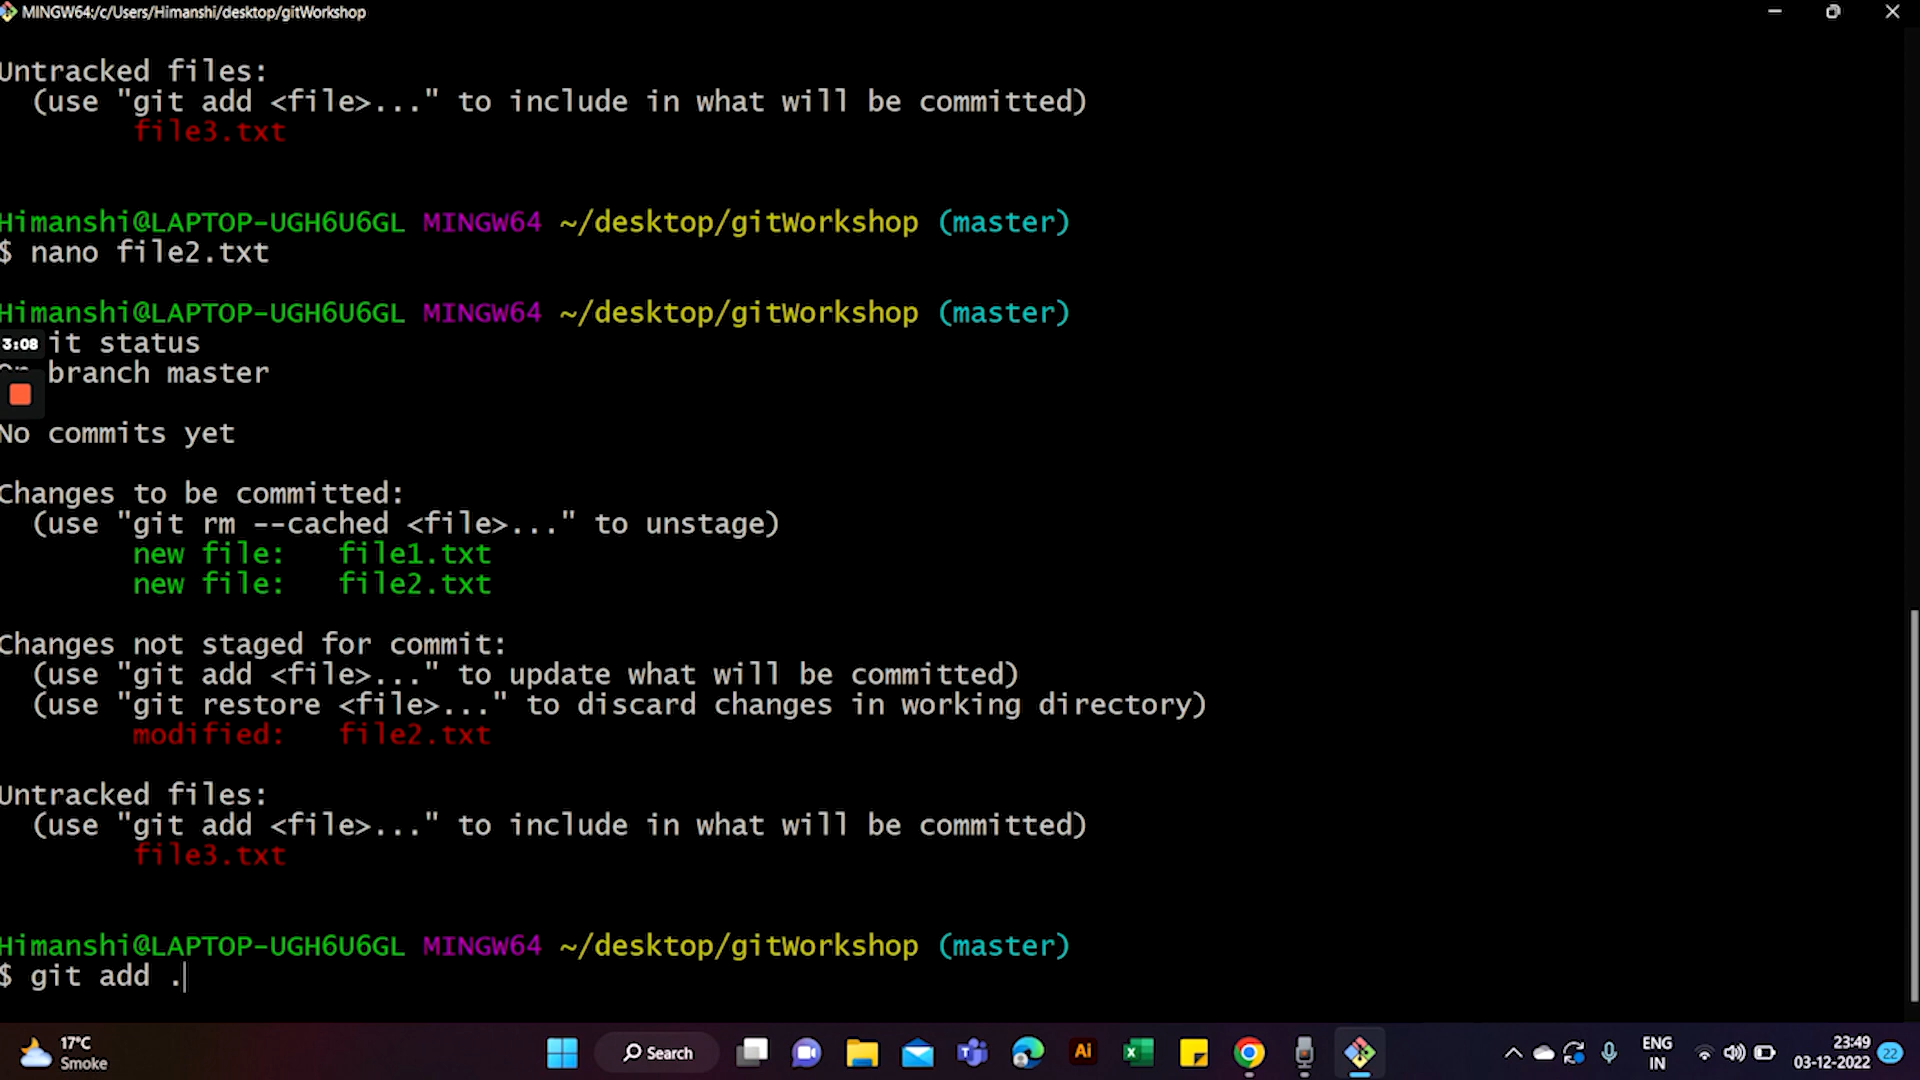 MINGW64:/c/Users/Himanshi/desktop/gitWorkshop
Untracked files:
(use "git add <file>..." to include in what will be committed)
file3.txt
Himanshi@LAPTOP-UGH6U6GL MINGW64 ~/desktop/gitWorkshop (master)
$ nano file2.txt
Himanshi@LAPTOP-UGH6U6GL MINGW64 ~/desktop/gitWorkshop (master)
3:08 it status
On branch master
No commits yet
Changes to be committed:
(use "git rm --cached <file>..." to unstage)
new file: file1.txt
new file: file2.txt
Changes not staged for commit:
(use "git add <file>..." to update what will be committed)
(use "git restore <file>..." to discard changes in working directory)
modified: file2.txt
Untracked files:
(use "git add <file>..." to include in what will be committed)
file3.txt
Himanshi@LAPTOP-UGH6U6GL MINGW64 ~/desktop/gitWorkshop (master)
$ git add .
17°C
Smoke
Search
Ai
ENG
IN
23:49
03-12-2022
22